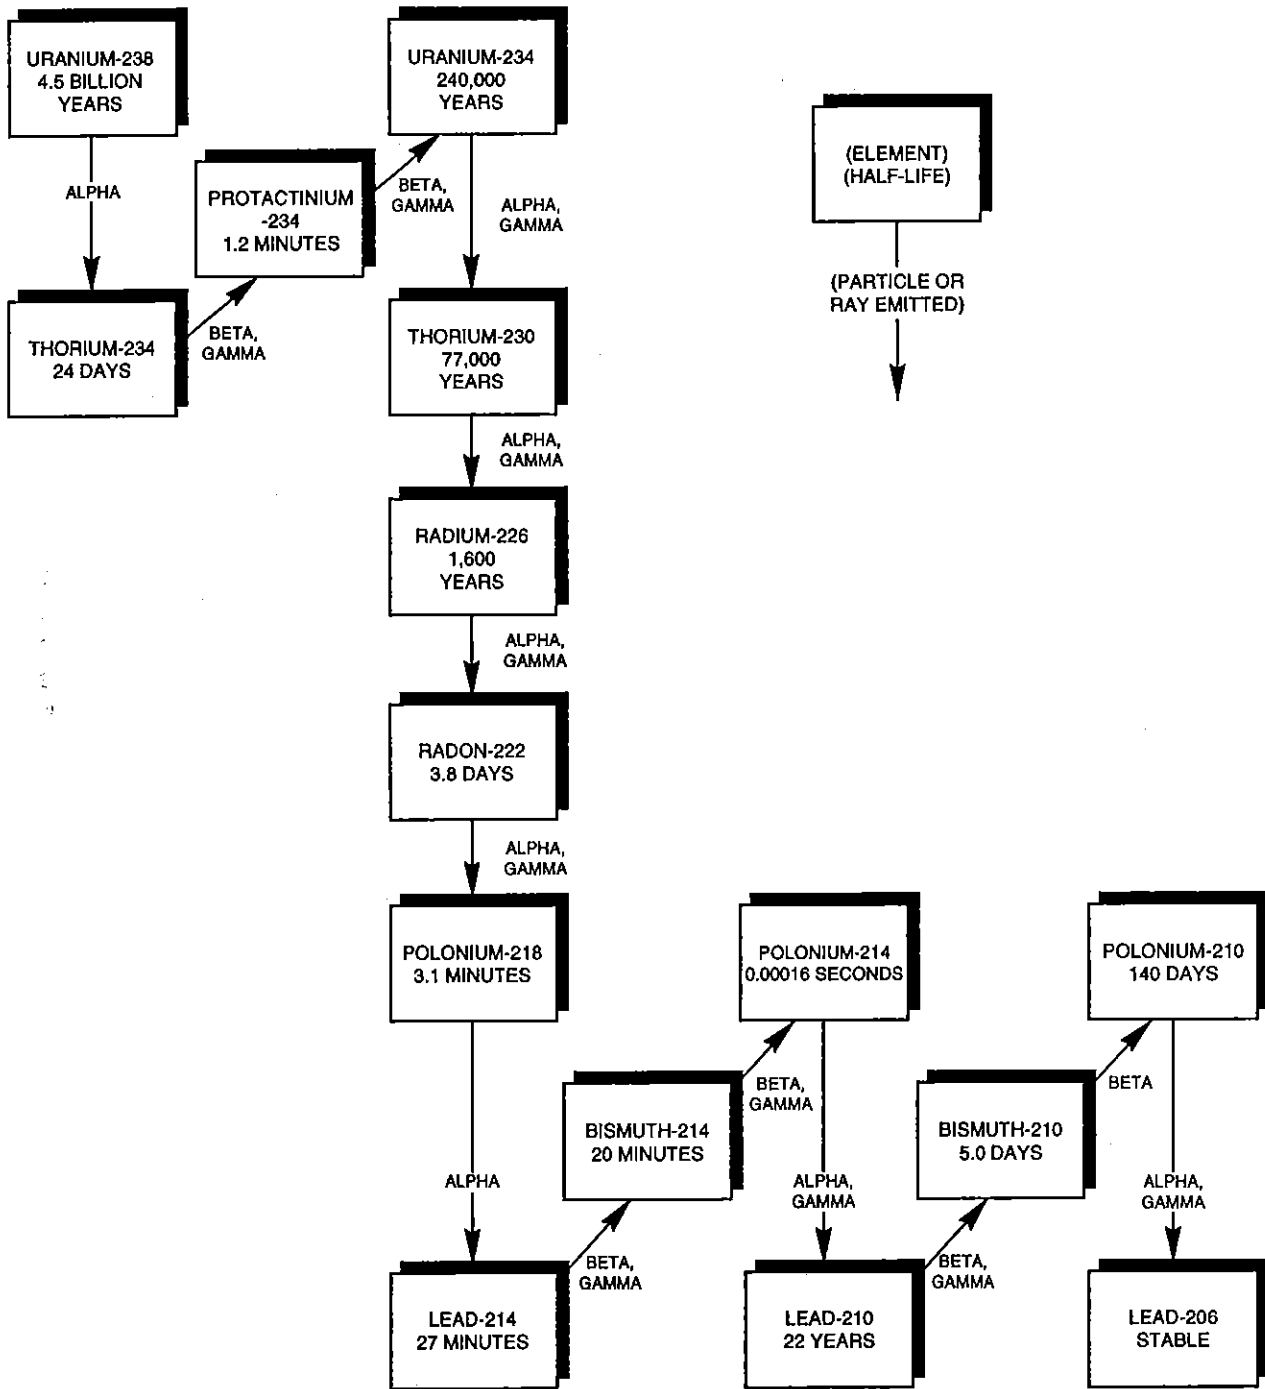 URANIUM-238
4.5 BILLION
YEARS
ALPHA
THORIUM-234
24 DAYS
BETA,
GAMMA
PROTACTINIUM
-234
1.2 MINUTES
BETA,
GAMMA
URANIUM-234
240,000
YEARS
ALPHA,
GAMMA
THORIUM-230
77,000
YEARS
ALPHA,
GAMMA
RADIUM-226
1,600
YEARS
ALPHA,
GAMMA
RADON-222
3.8 DAYS
ALPHA,
GAMMA
POLONIUM-218
3.1 MINUTES
ALPHA
LEAD-214
27 MINUTES
BETA,
GAMMA
BISMUTH-214
20 MINUTES
BETA,
GAMMA
POLONIUM-214
0.00016 SECONDS
ALPHA,
GAMMA
LEAD-210
22 YEARS
BETA,
GAMMA
BISMUTH-210
5.0 DAYS
BETA
POLONIUM-210
140 DAYS
ALPHA,
GAMMA
LEAD-206
STABLE
(ELEMENT)
(HALF-LIFE)
(PARTICLE OR
RAY EMITTED)